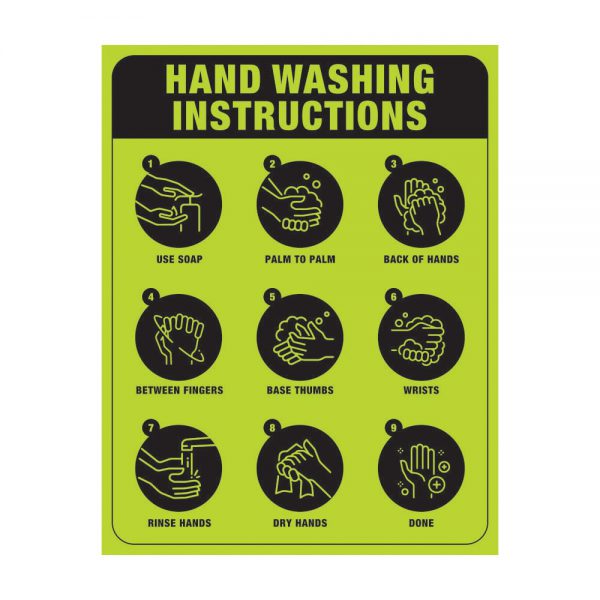 HAND WASHING
INSTRUCTIONS
1
2
3
USE SOAP
PALM TO PALM
BACK OF HANDS
4
5
6
BETWEEN FINGERS
BASE THUMBS
WRISTS
7
8
9
RINSE HANDS
DRY HANDS
DONE